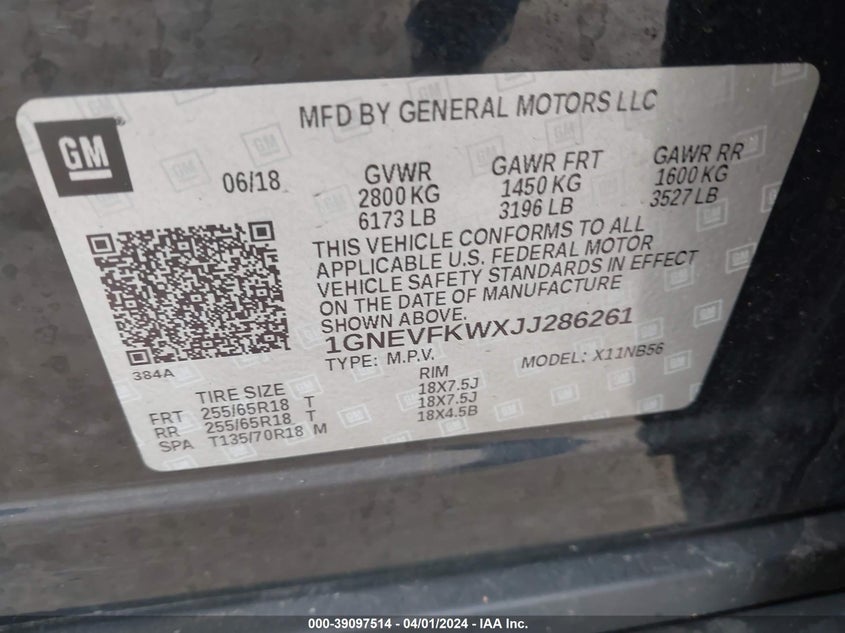 MFD BY GENERAL MOTORS LLC
GM
06/18
GVWR
2800 KG
6173 LB
GAWR FRT
1450 KG
3196 LB
GAWR RR
1600 KG
3527 LB
THIS VEHICLE CONFORMS TO ALL
APPLICABLE U.S. FEDERAL MOTOR
VEHICLE SAFETY STANDARDS IN EFFECT
ON THE DATE OF MANUFACTURE
SHOWN ABOVE.
1GNEVFKWXJJ286261
TYPE: M.P.V.
MODEL: X11NB56
384A
TIRE SIZE
RIM
FRT 255/65R18 T 18X7.5J
RR 255/65R18 T 18X7.5J
SPA T135/70R18 M 18X4.5B
000-39097514 / 04/01/2024 - IAA Inc.